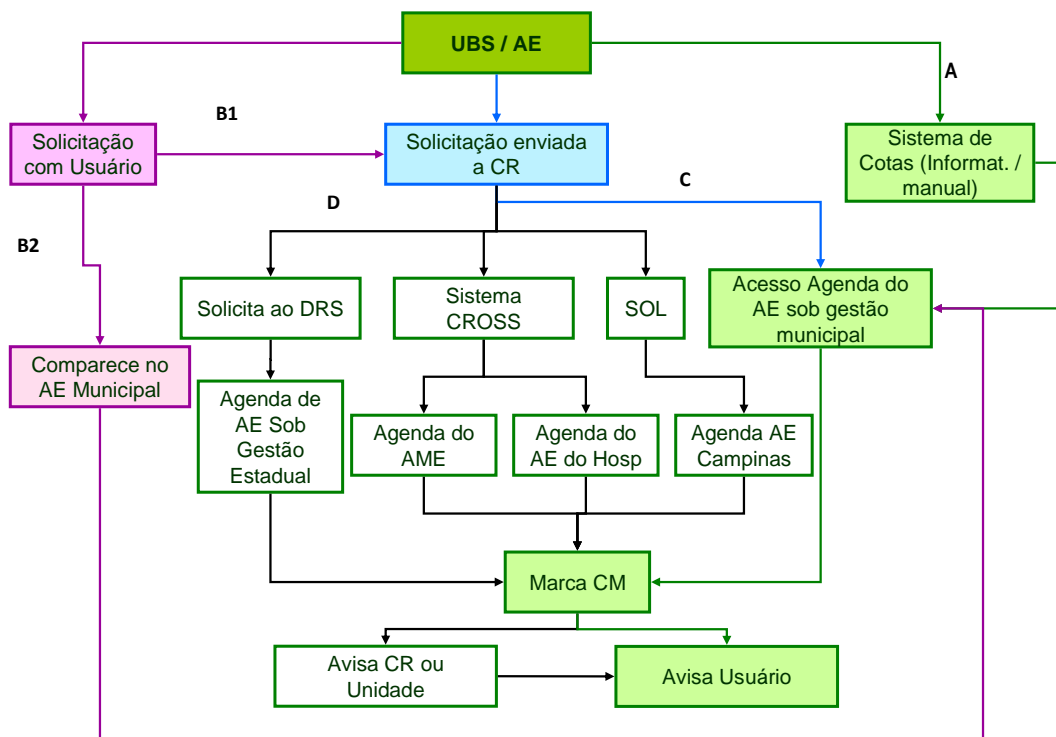 UBS / AE
A
B1
Solicitação
com Usuário
Solicitação enviada
a CR
Sistema de
Cotas (Informat. /
manual)
C
D
B2
Solicita ao DRS
Sistema
CROSS
SOL
Acesso Agenda do
AE sob gestão
municipal
Comparece no
AE Municipal
Agenda de
AE Sob
Gestão
Estadual
Agenda do
AME
Agenda do
AE do Hosp
Agenda AE
Campinas
Marca CM
Avisa CR ou
Unidade
Avisa Usuário